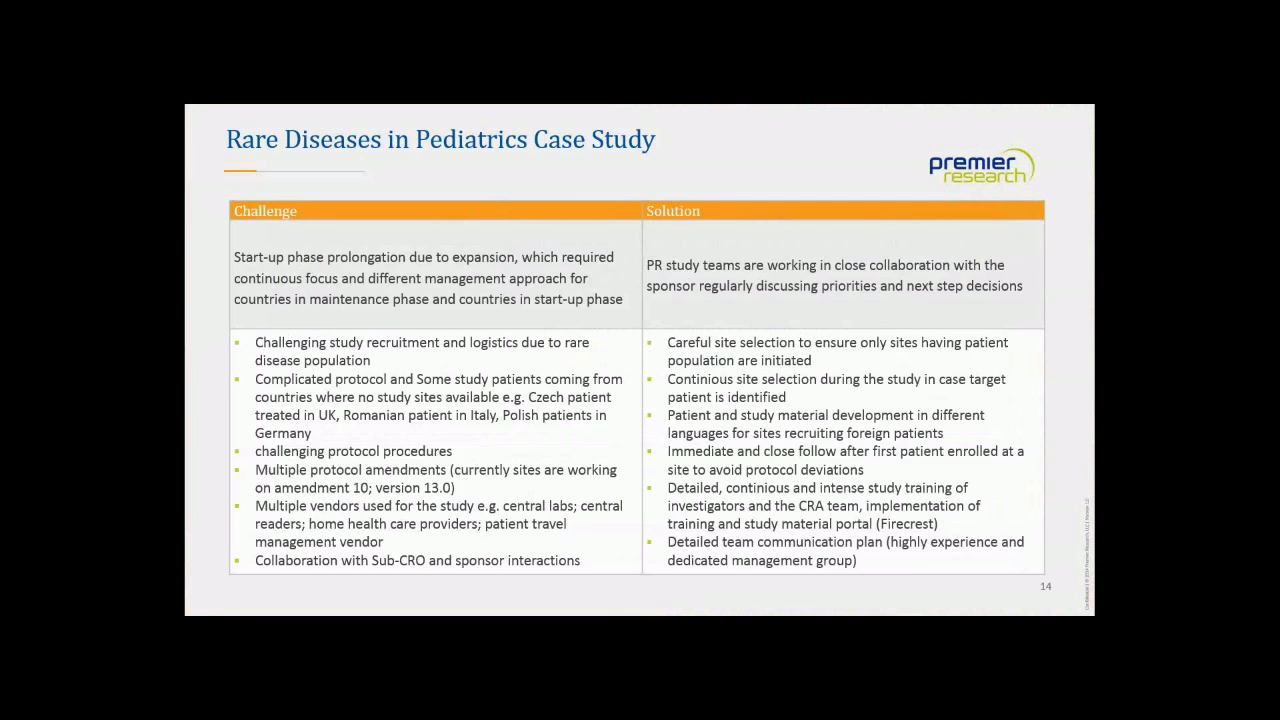 Rare Diseases in Pediatrics Case Study
premier
research
Challenge
Solution
Start-up phase prolongation due to expansion, which required
continuous focus and different management approach for
countries in maintenance phase and countries in start-up phase
PR study teams are working in close collaboration with the
sponsor regularly discussing priorities and next step decisions
Challenging study recruitment and logistics due to rare
disease population
Complicated protocol and Some study patients coming from
countries where no study sites available e.g. Czech patient
treated in UK, Romanian patient in Italy, Polish patients in
Germany
challenging protocol procedures
Multiple protocol amendments (currently sites are working
on amendment 10; version 13.0)
Multiple vendors used for the study e.g. central labs; central
readers; home health care providers; patient travel
management vendor
Collaboration with Sub-CRO and sponsor interactions
Careful site selection to ensure only sites having patient
population are initiated
Continious site selection during the study in case target
patient is identified
Patient and study material development in different
languages for sites recruiting foreign patients
Immediate and close follow after first patient enrolled at a
site to avoid protocol deviations
Detailed, continious and intense study training of
investigators and the CRA team, implementation of
training and study material portal (Firecrest)
Detailed team communication plan (highly experience and
dedicated management group)
14